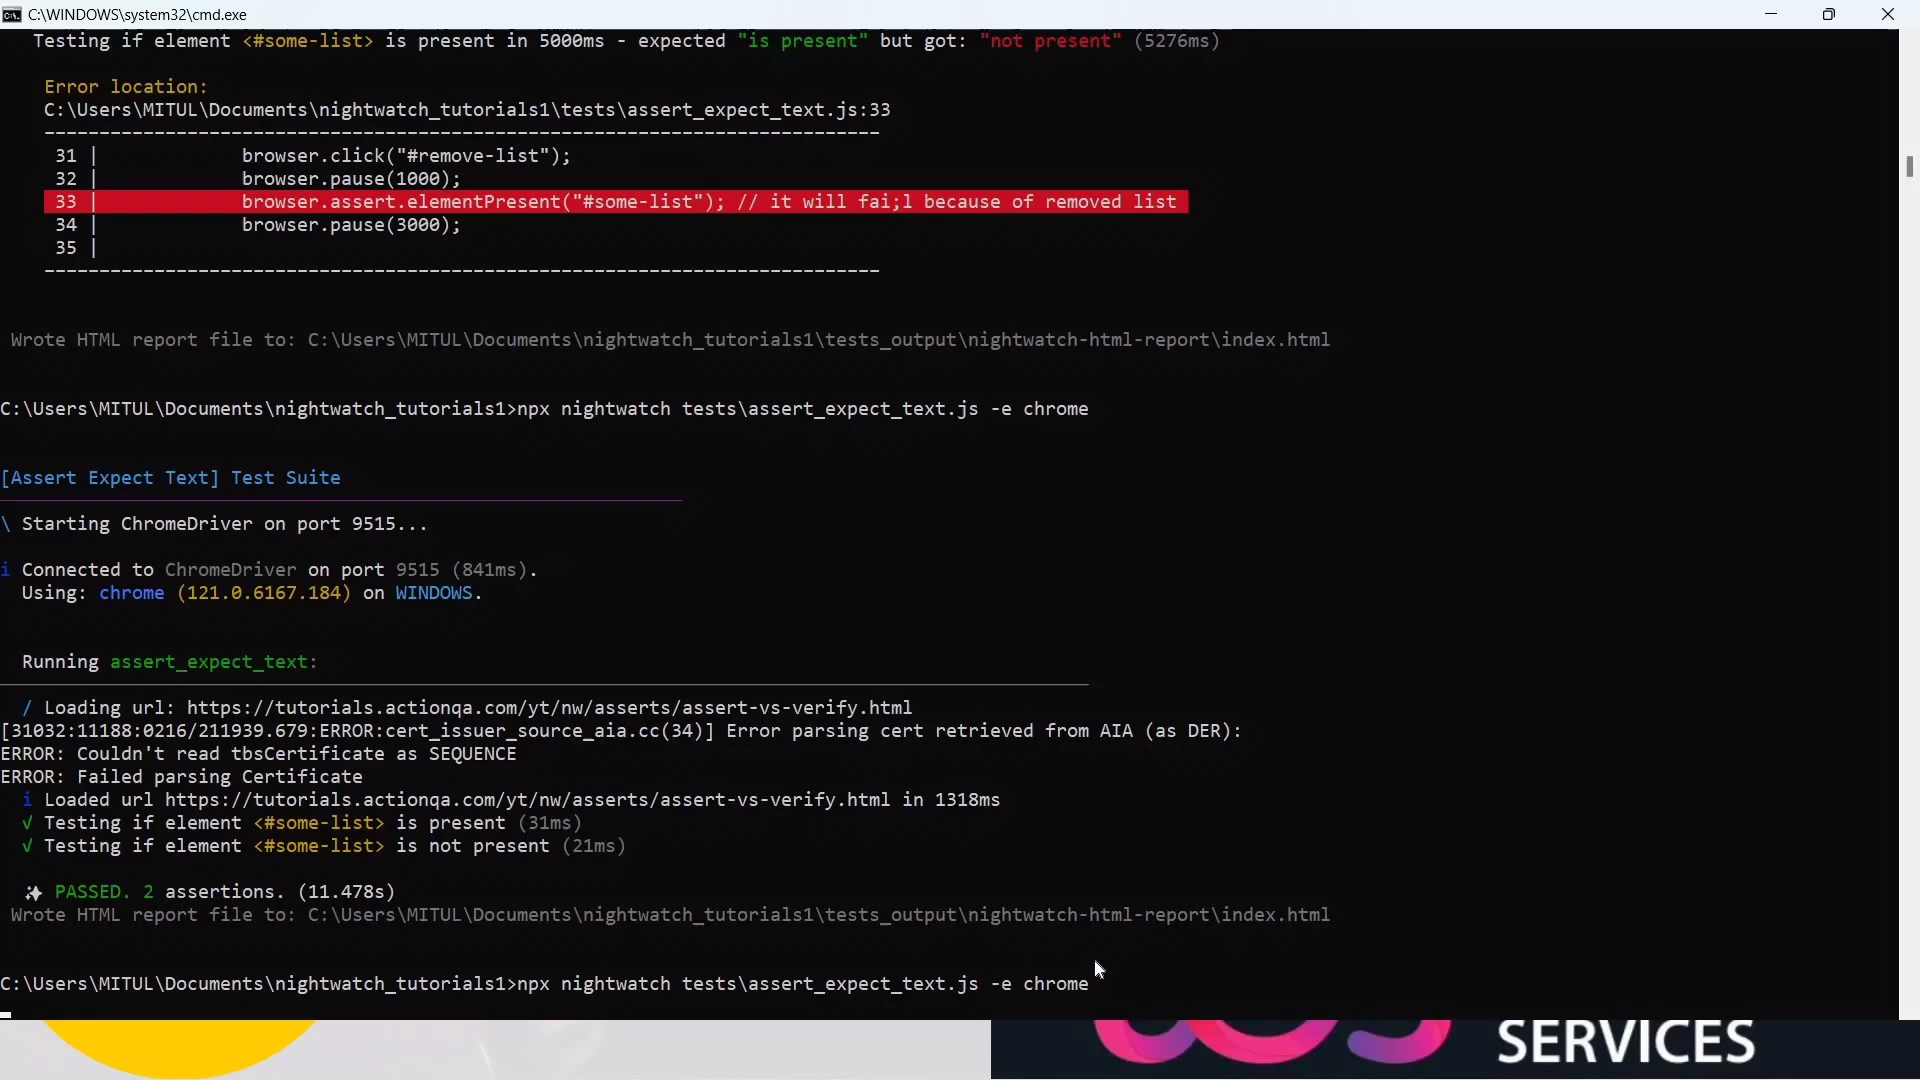 C:\WINDOWS\system32\cmd.exe
Testing if element <#some-list> is present in 5000ms - expected "is present" but got: "not present" (5276ms)
Error location:
C:\Users\MITUL\Documents\nightwatch_tutorials1\tests\assert_expect_text.js:33
31 | browser.click("#remove-list");
32 | browser.pause(1000);
33 | browser.assert.elementPresent("#some-list"); // it will fai;l because of removed list
34 | browser.pause(3000);
35 |
Wrote HTML report file to: C:\Users\MITUL\Documents\nightwatch_tutorials1\tests_output\nightwatch-html-report\index.html
C:\Users\MITUL\Documents\nightwatch_tutorials1>npx nightwatch tests\assert_expect_text.js -e chrome
[Assert Expect Text] Test Suite
\ Starting ChromeDriver on port 9515...
i Connected to ChromeDriver on port 9515 (841ms).
Using: chrome (121.0.6167.184) on WINDOWS.
Running assert_expect_text:
/ Loading url: https://tutorials.actionqa.com/yt/nw/asserts/assert-vs-verify.html
[31032:11188:0216/211939.679:ERROR:cert_issuer_source_aia.cc(34)] Error parsing cert retrieved from AIA (as DER):
ERROR: Couldn't read tbsCertificate as SEQUENCE
ERROR: Failed parsing Certificate
i Loaded url https://tutorials.actionqa.com/yt/nw/asserts/assert-vs-verify.html in 1318ms
√ Testing if element <#some-list> is present (31ms)
√ Testing if element <#some-list> is not present (21ms)
✨ PASSED. 2 assertions. (11.478s)
Wrote HTML report file to: C:\Users\MITUL\Documents\nightwatch_tutorials1\tests_output\nightwatch-html-report\index.html
C:\Users\MITUL\Documents\nightwatch_tutorials1>npx nightwatch tests\assert_expect_text.js -e chrome
SERVICES